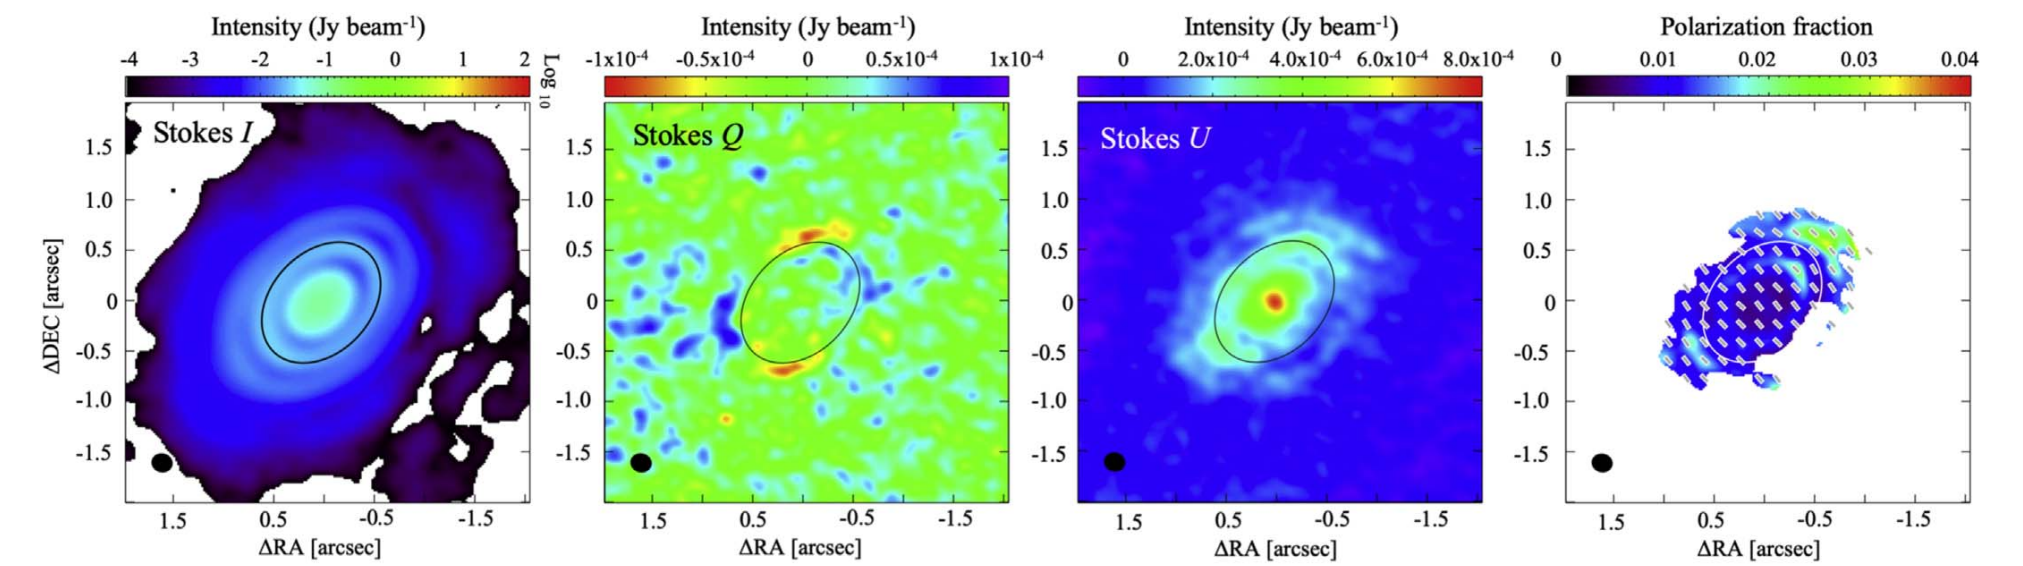 Intensity (Jy beam-1)
-4 -3 -2 -1 0 1 2
Log 10
Stokes I
ΔDEC [arcsec]
1.5
1.0
0.5
0
-0.5
-1.0
-1.5
1.5 0.5 -0.5 -1.5
ΔRA [arcsec]
Intensity (Jy beam-1)
-1x10-4 -0.5x10-4 0 0.5x10-4 1x10-4
Stokes Q
1.5
1.0
0.5
0
-0.5
-1.0
-1.5
1.5 0.5 -0.5 -1.5
ΔRA [arcsec]
Intensity (Jy beam-1)
0 2.0x10-4 4.0x10-4 6.0x10-4 8.0x10-4
Stokes U
1.5
1.0
0.5
0
-0.5
-1.0
-1.5
1.5 0.5 -0.5 -1.5
ΔRA [arcsec]
Polarization fraction
0 0.01 0.02 0.03 0.04
1.5
1.0
0.5
0
-0.5
-1.0
-1.5
1.5 0.5 -0.5 -1.5
ΔRA [arcsec]